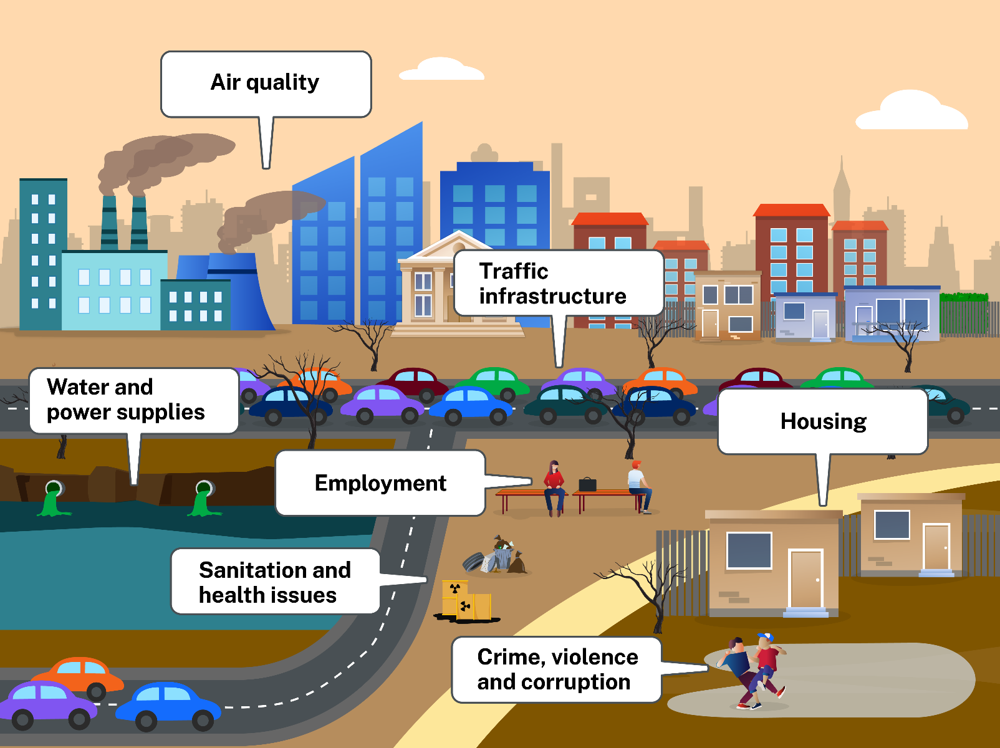 Air quality
Traffic
infrastructure
Water and
power supplies
Housing
Employment
Sanitation and
health issues
Crime, violence
and corruption